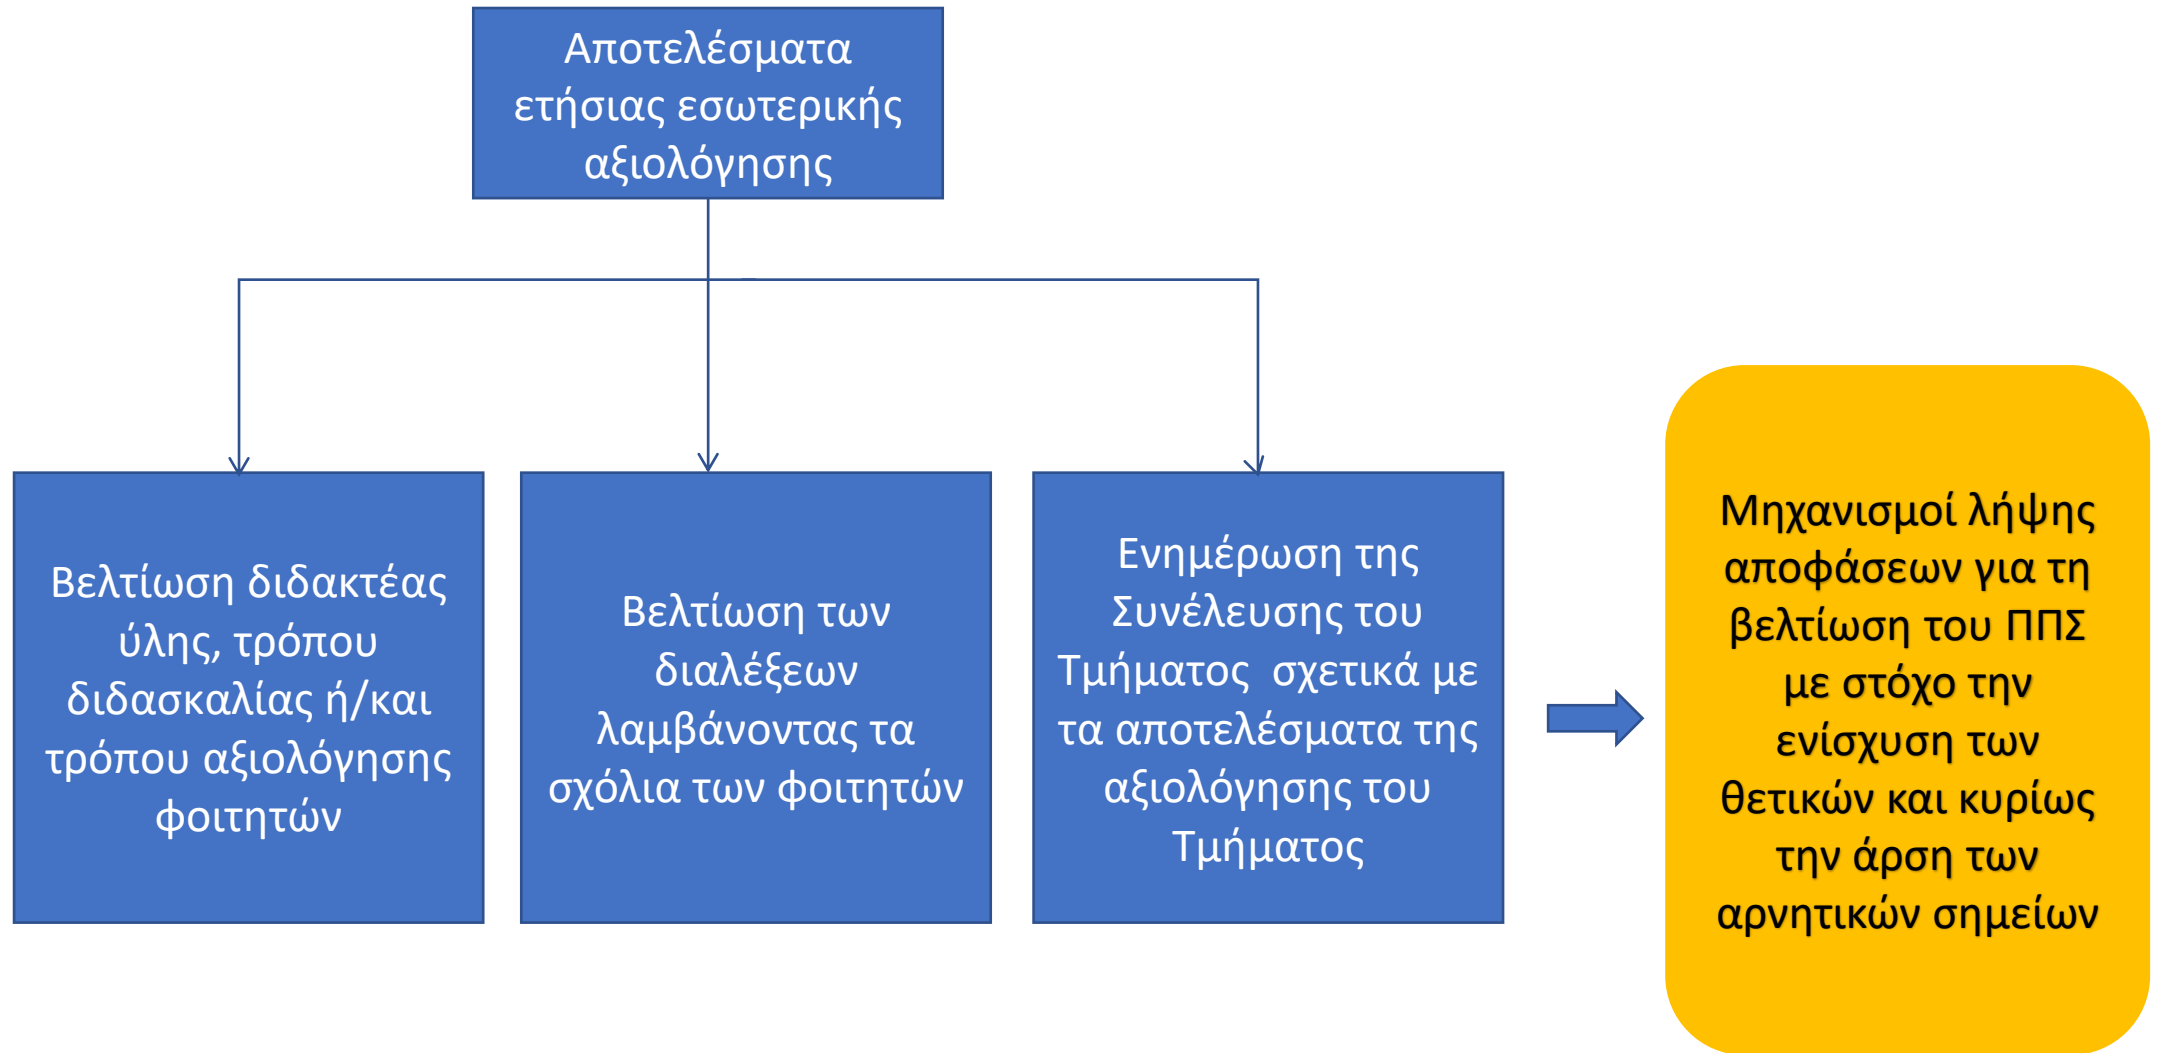 Αποτελέσματα
ετήσιας εσωτερικής
αξιολόγησης
Βελτίωση διδακτέας
ύλης, τρόπου
διδασκαλίας ή/και
τρόπου αξιολόγησης
φοιτητών
Βελτίωση των
διαλέξεων
λαμβάνοντας τα
σχόλια των φοιτητών
Ενημέρωση της
Συνέλευσης του
Τμήματος  σχετικά με
τα αποτελέσματα της
αξιολόγησης του
Τμήματος
Μηχανισμοί λήψης
αποφάσεων για τη
βελτίωση του ΠΠΣ
με στόχο την
ενίσχυση των
θετικών και κυρίως
την άρση των
αρνητικών σημείων